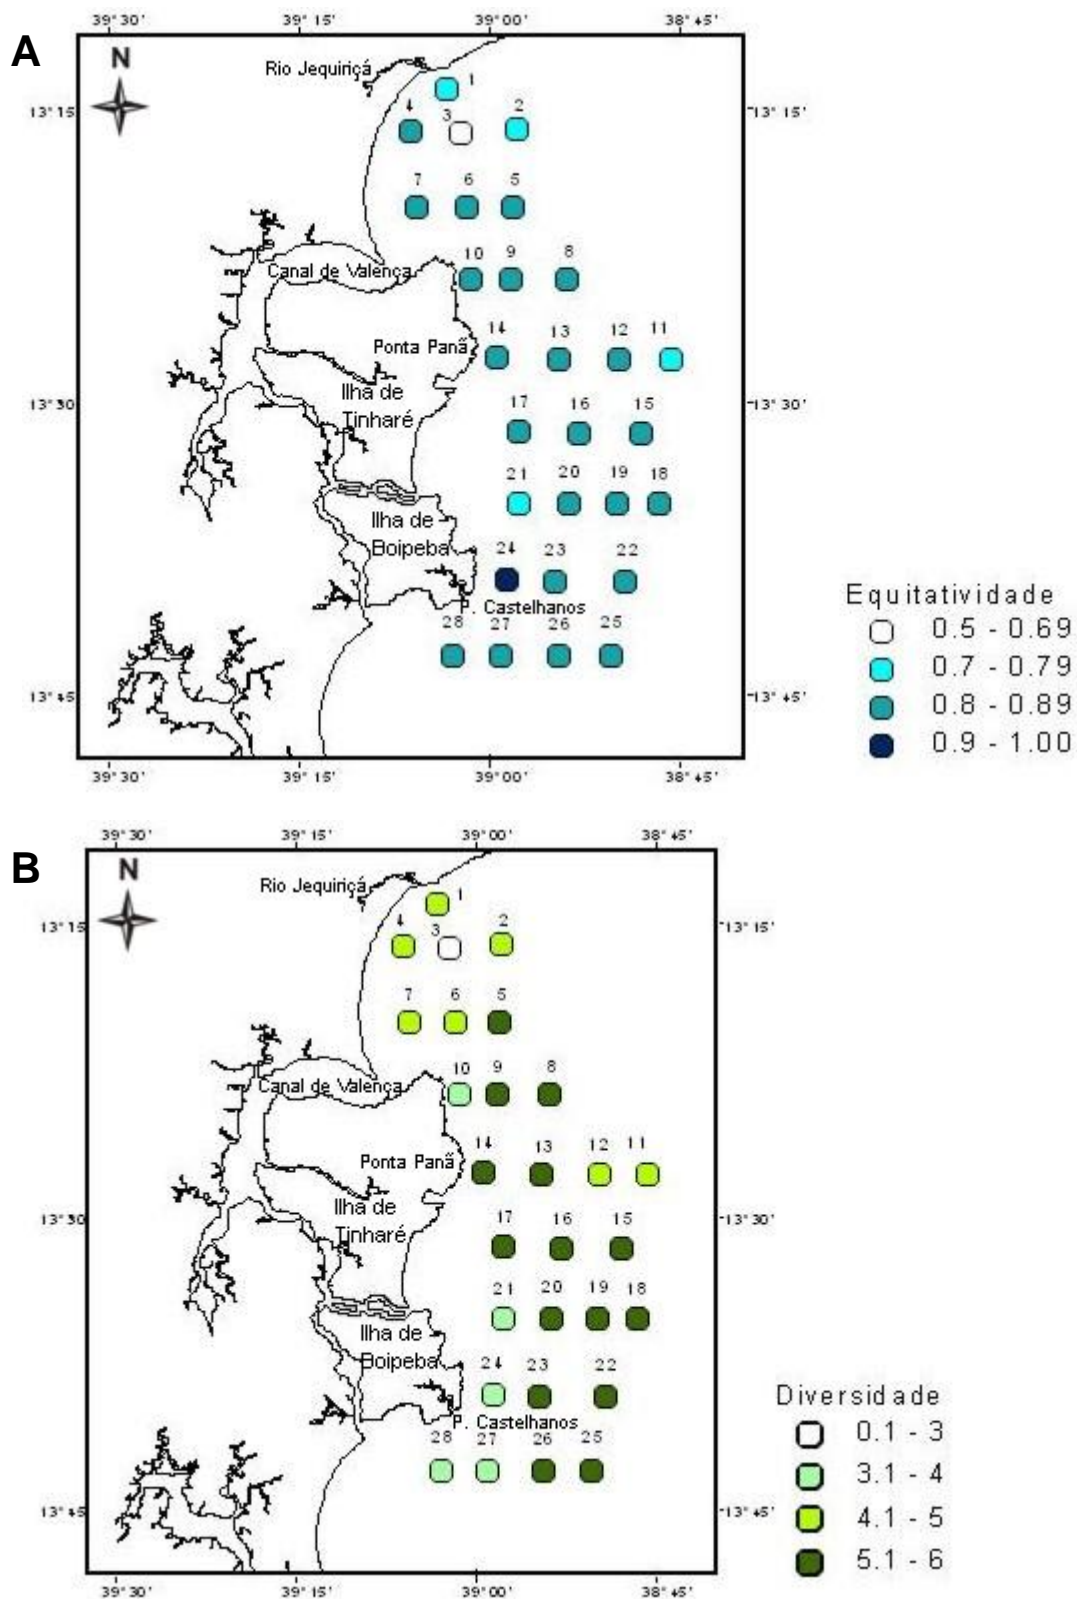 39° 30' 39° 15' 39° 00' 38° 45'
A
N
Rio Jequiriçá
1
13° 15' 4 3 2 13° 15'
7 6 5
10 9 8
Canal de Valença
14 13 12 11
Ponta Panã
Ilha de
Tinharé
13° 30' 17 16 15 13° 30'
21 20 19 18
Ilha de
Boipeba
24 23 22
P. Castelhanos
28 27 26 25
13° 45' 13° 45'
39° 30' 39° 15' 39° 00' 38° 45'
Equitatividade
0.5 - 0.69
0.7 - 0.79
0.8 - 0.89
0.9 - 1.00
39° 30' 39° 15' 39° 00' 38° 45'
B
N
Rio Jequiriçá
1
13° 15' 4 3 2 13° 15'
7 6 5
10 9 8
Canal de Valença
14 13 12 11
Ponta Panã
Ilha de
Tinharé
13° 30' 17 16 15 13° 30'
21 20 19 18
Ilha de
Boipeba
24 23 22
P. Castelhanos
28 27 26 25
13° 45' 13° 45'
39° 30' 39° 15' 39° 00' 38° 45'
Diversidade
0.1 - 3
3.1 - 4
4.1 - 5
5.1 - 6